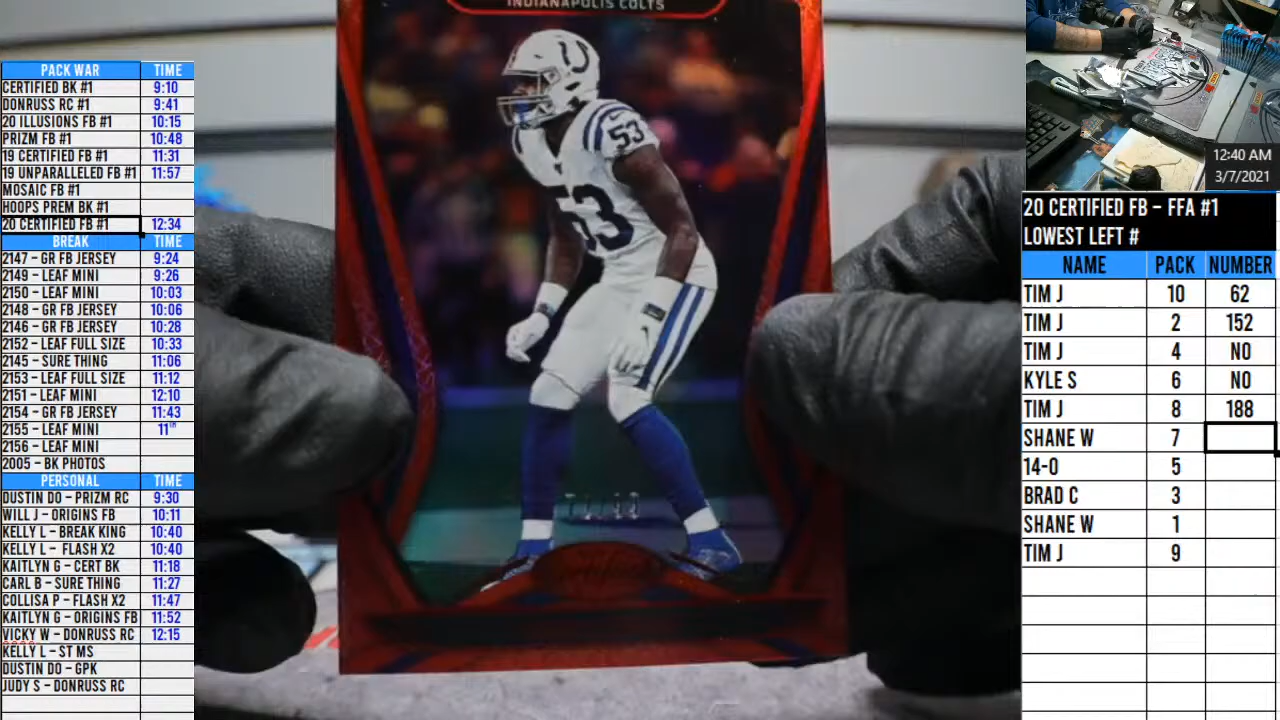 PACK WAR TIME
CERTIFIED BK #1 9:10
DONRUSS RC #1 9:41
20 ILLUSIONS FB #1 10:15
PRIZM FB #1 10:48
19 CERTIFIED FB #1 11:31
19 UNPARALLELED FB #1 11:57
MOSAIC FB #1
HOOPS PREM BK #1
20 CERTIFIED FB #1 12:34
BREAK TIME
2147 – GR FB JERSEY 9:24
2149 – LEAF MINI 9:26
2150 – LEAF MINI 10:03
2148 – GR FB JERSEY 10:06
2146 – GR FB JERSEY 10:28
2152 – LEAF FULL SIZE 10:33
2145 – SURE THING 11:06
2153 – LEAF FULL SIZE 11:12
2151 – LEAF MINI 12:10
2154 – GR FB JERSEY 11:43
2155 – LEAF MINI 11TH
2156 – LEAF MINI
2005 – BK PHOTOS
PERSONAL TIME
DUSTIN DO – PRIZM RC 9:30
WILL J – ORIGINS FB 10:11
KELLY L – BREAK KING 10:40
KELLY L – FLASH X2 10:40
KAITLYN G – CERT BK 11:18
CARL B – SURE THING 11:27
COLLISA P – FLASH X2 11:47
KAITLYN G – ORIGINS FB 11:52
VICKY W – DONRUSS RC 12:15
KELLY L – ST MS
DUSTIN DO – GPK
JUDY S – DONRUSS RC
INDIANAPOLIS COLTS
53
53
12:40 AM
3/7/2021
20 CERTIFIED FB – FFA #1
LOWEST LEFT #
NAME PACK NUMBER
TIM J 10 62
TIM J 2 152
TIM J 4 NO
KYLE S 6 NO
TIM J 8 188
SHANE W 7
14-0 5
BRAD C 3
SHANE W 1
TIM J 9